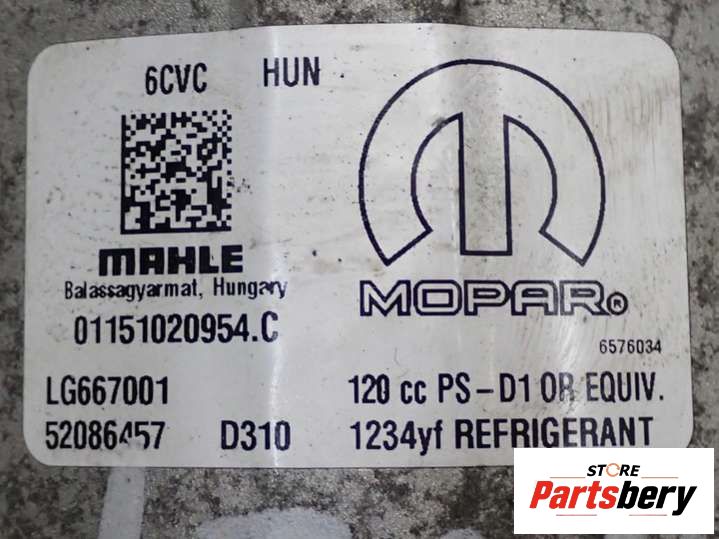 6CVC HUN
MAHLE
Balassagyarmat, Hungary
01151020954.C
MOPAR®
6576034
LG667001 120 cc PS-D1 OR EQUIV.
52086457 D310 1234yf REFRIGERANT
STORE
Partsbery